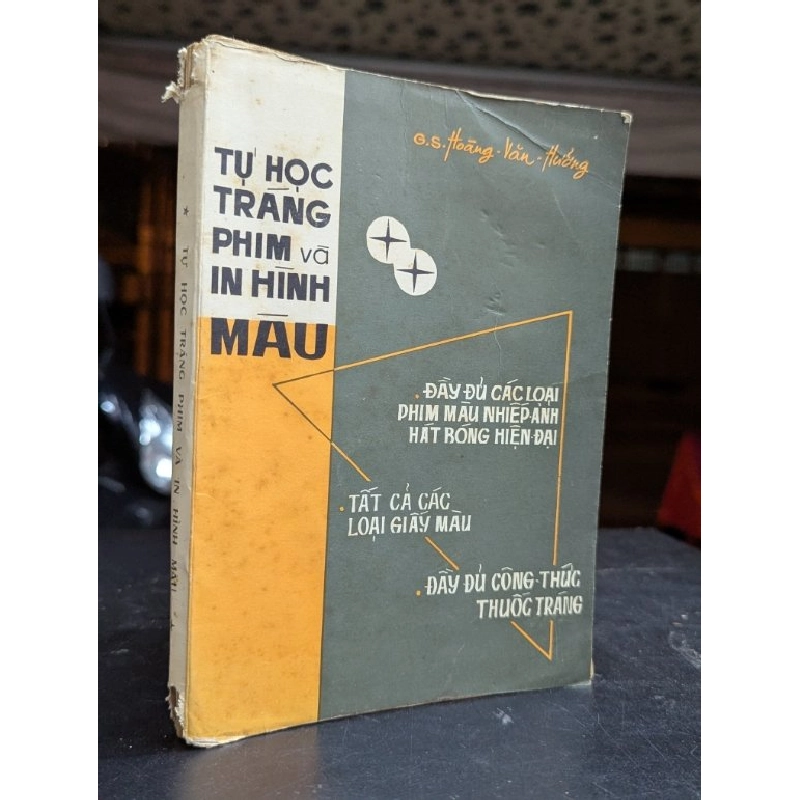 G.S. Hoàng-Văn-Hướng
TỰ HỌC
TRÁNG
PHIM và
IN HÌNH
MÀU
. ĐẦY ĐỦ CÁC LOẠI
PHIM MÀU NHIẾP ẢNH
HÁT BÓNG HIỆN ĐẠI
. TẤT CẢ CÁC
LOẠI GIẤY MÀU
. ĐẦY ĐỦ CÔNG-THỨC
THUỐC TRÁNG
★ TỰ HỌC TRÁNG PHIM VÀ IN HÌNH MÀU